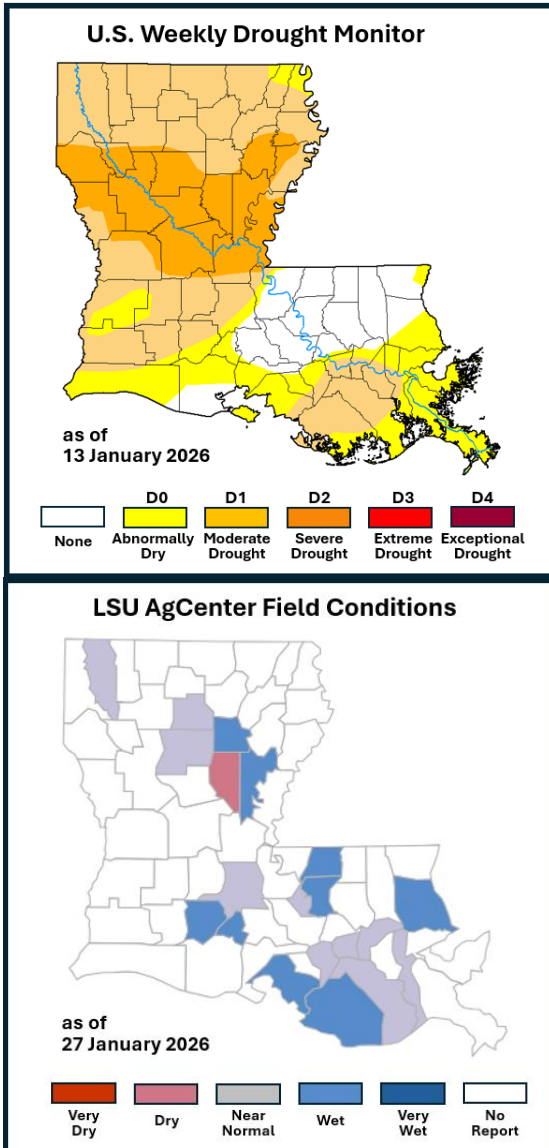 U.S. Weekly Drought Monitor
as of
13 January 2026
D0 D1 D2 D3 D4
None Abnormally Dry Moderate Drought Severe Drought Extreme Drought Exceptional Drought
LSU AgCenter Field Conditions
as of
27 January 2026
Very Dry Dry Near Normal Wet Very Wet No Report